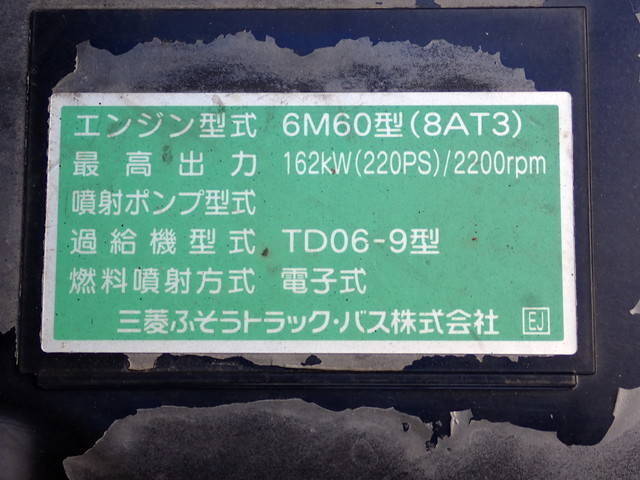 エンジン型式 6M60型(8AT3)
最高出力 162kW(220PS)/2200rpm
噴射ポンプ型式
過給機型式 TD06-9型
燃料噴射方式 電子式
三菱ふそうトラック・バス株式会社 EJ